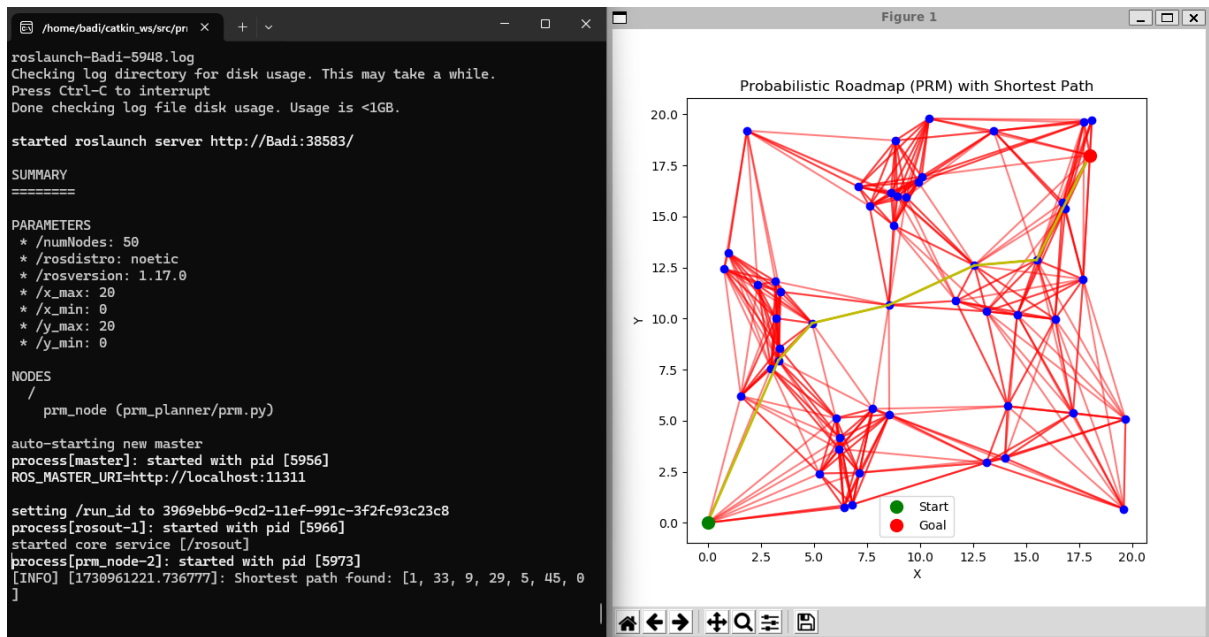 /home/badi/catkin_ws/src/pri
roslaunch-Badi-5948.log
Checking log directory for disk usage. This may take a while.
Press Ctrl-C to interrupt
Done checking log file disk usage. Usage is <1GB.
started roslaunch server http://Badi:38583/
SUMMARY
========
PARAMETERS
* /numNodes: 50
* /rosdistro: noetic
* /rosversion: 1.17.0
* /x_max: 20
* /x_min: 0
* /y_max: 20
* /y_min: 0
NODES
/
prm_node (prm_planner/prm.py)
auto-starting new master
process[master]: started with pid [5956]
ROS_MASTER_URI=http://localhost:11311
setting /run_id to 3969ebb6-9cd2-11ef-991c-3f2fc93c23c8
process[rosout-1]: started with pid [5966]
started core service [/rosout]
process[prm_node-2]: started with pid [5973]
[INFO] [1730961221.736777]: Shortest path found: [1, 33, 9, 29, 5, 45, 0
]
Figure 1
Probabilistic Roadmap (PRM) with Shortest Path
20.0
17.5
15.0
12.5
10.0
7.5
5.0
2.5
0.0
Y
0.0 2.5 5.0 7.5 10.0 12.5 15.0 17.5 20.0
X
Start
Goal